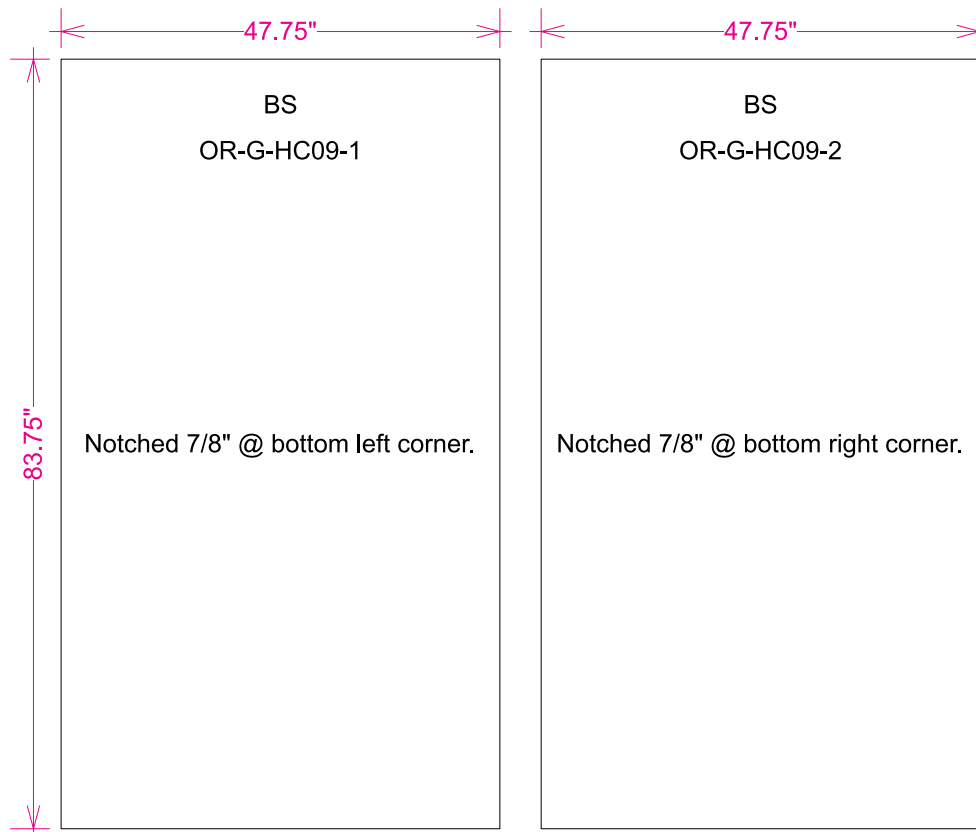 47.75"
47.75"
BS
OR-G-HC09-1
BS
OR-G-HC09-2
83.75"
Notched 7/8" @ bottom left corner.
Notched 7/8" @ bottom right corner.